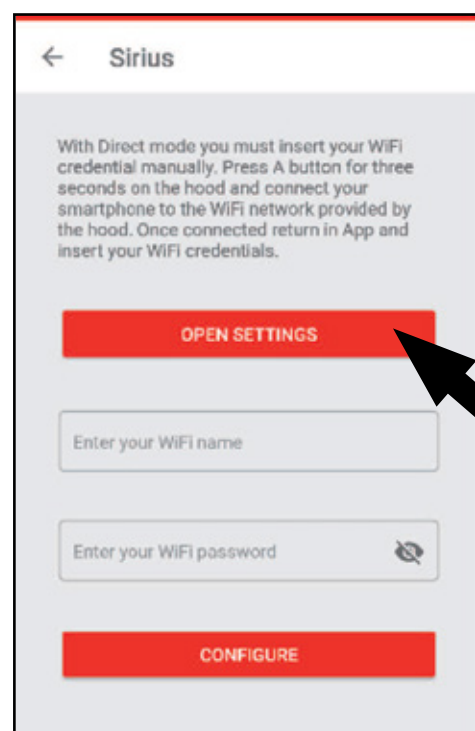 Sirius
With Direct mode you must insert your WiFi
credential manually. Press A button for three
seconds on the hood and connect your
smartphone to the WiFi network provided by
the hood. Once connected return in App and
insert your WiFi credentials.
OPEN SETTINGS
Enter your WiFi name
Enter your WiFi password
CONFIGURE